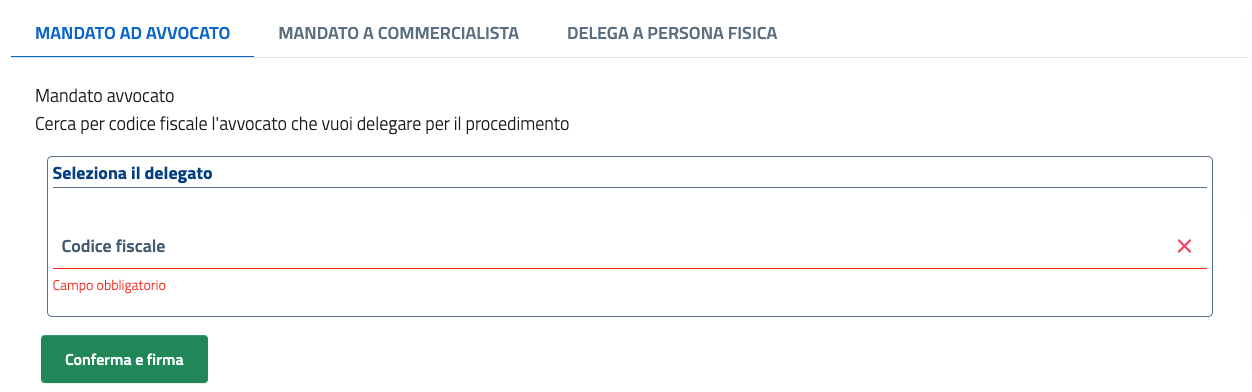 MANDATO AD AVVOCATO MANDATO A COMMERCIALISTA DELEGA A PERSONA FISICA
Mandato avvocato
Cerca per codice fiscale l'avvocato che vuoi delegare per il procedimento
Seleziona il delegato
Codice fiscale
Campo obbligatorio
Conferma e firma